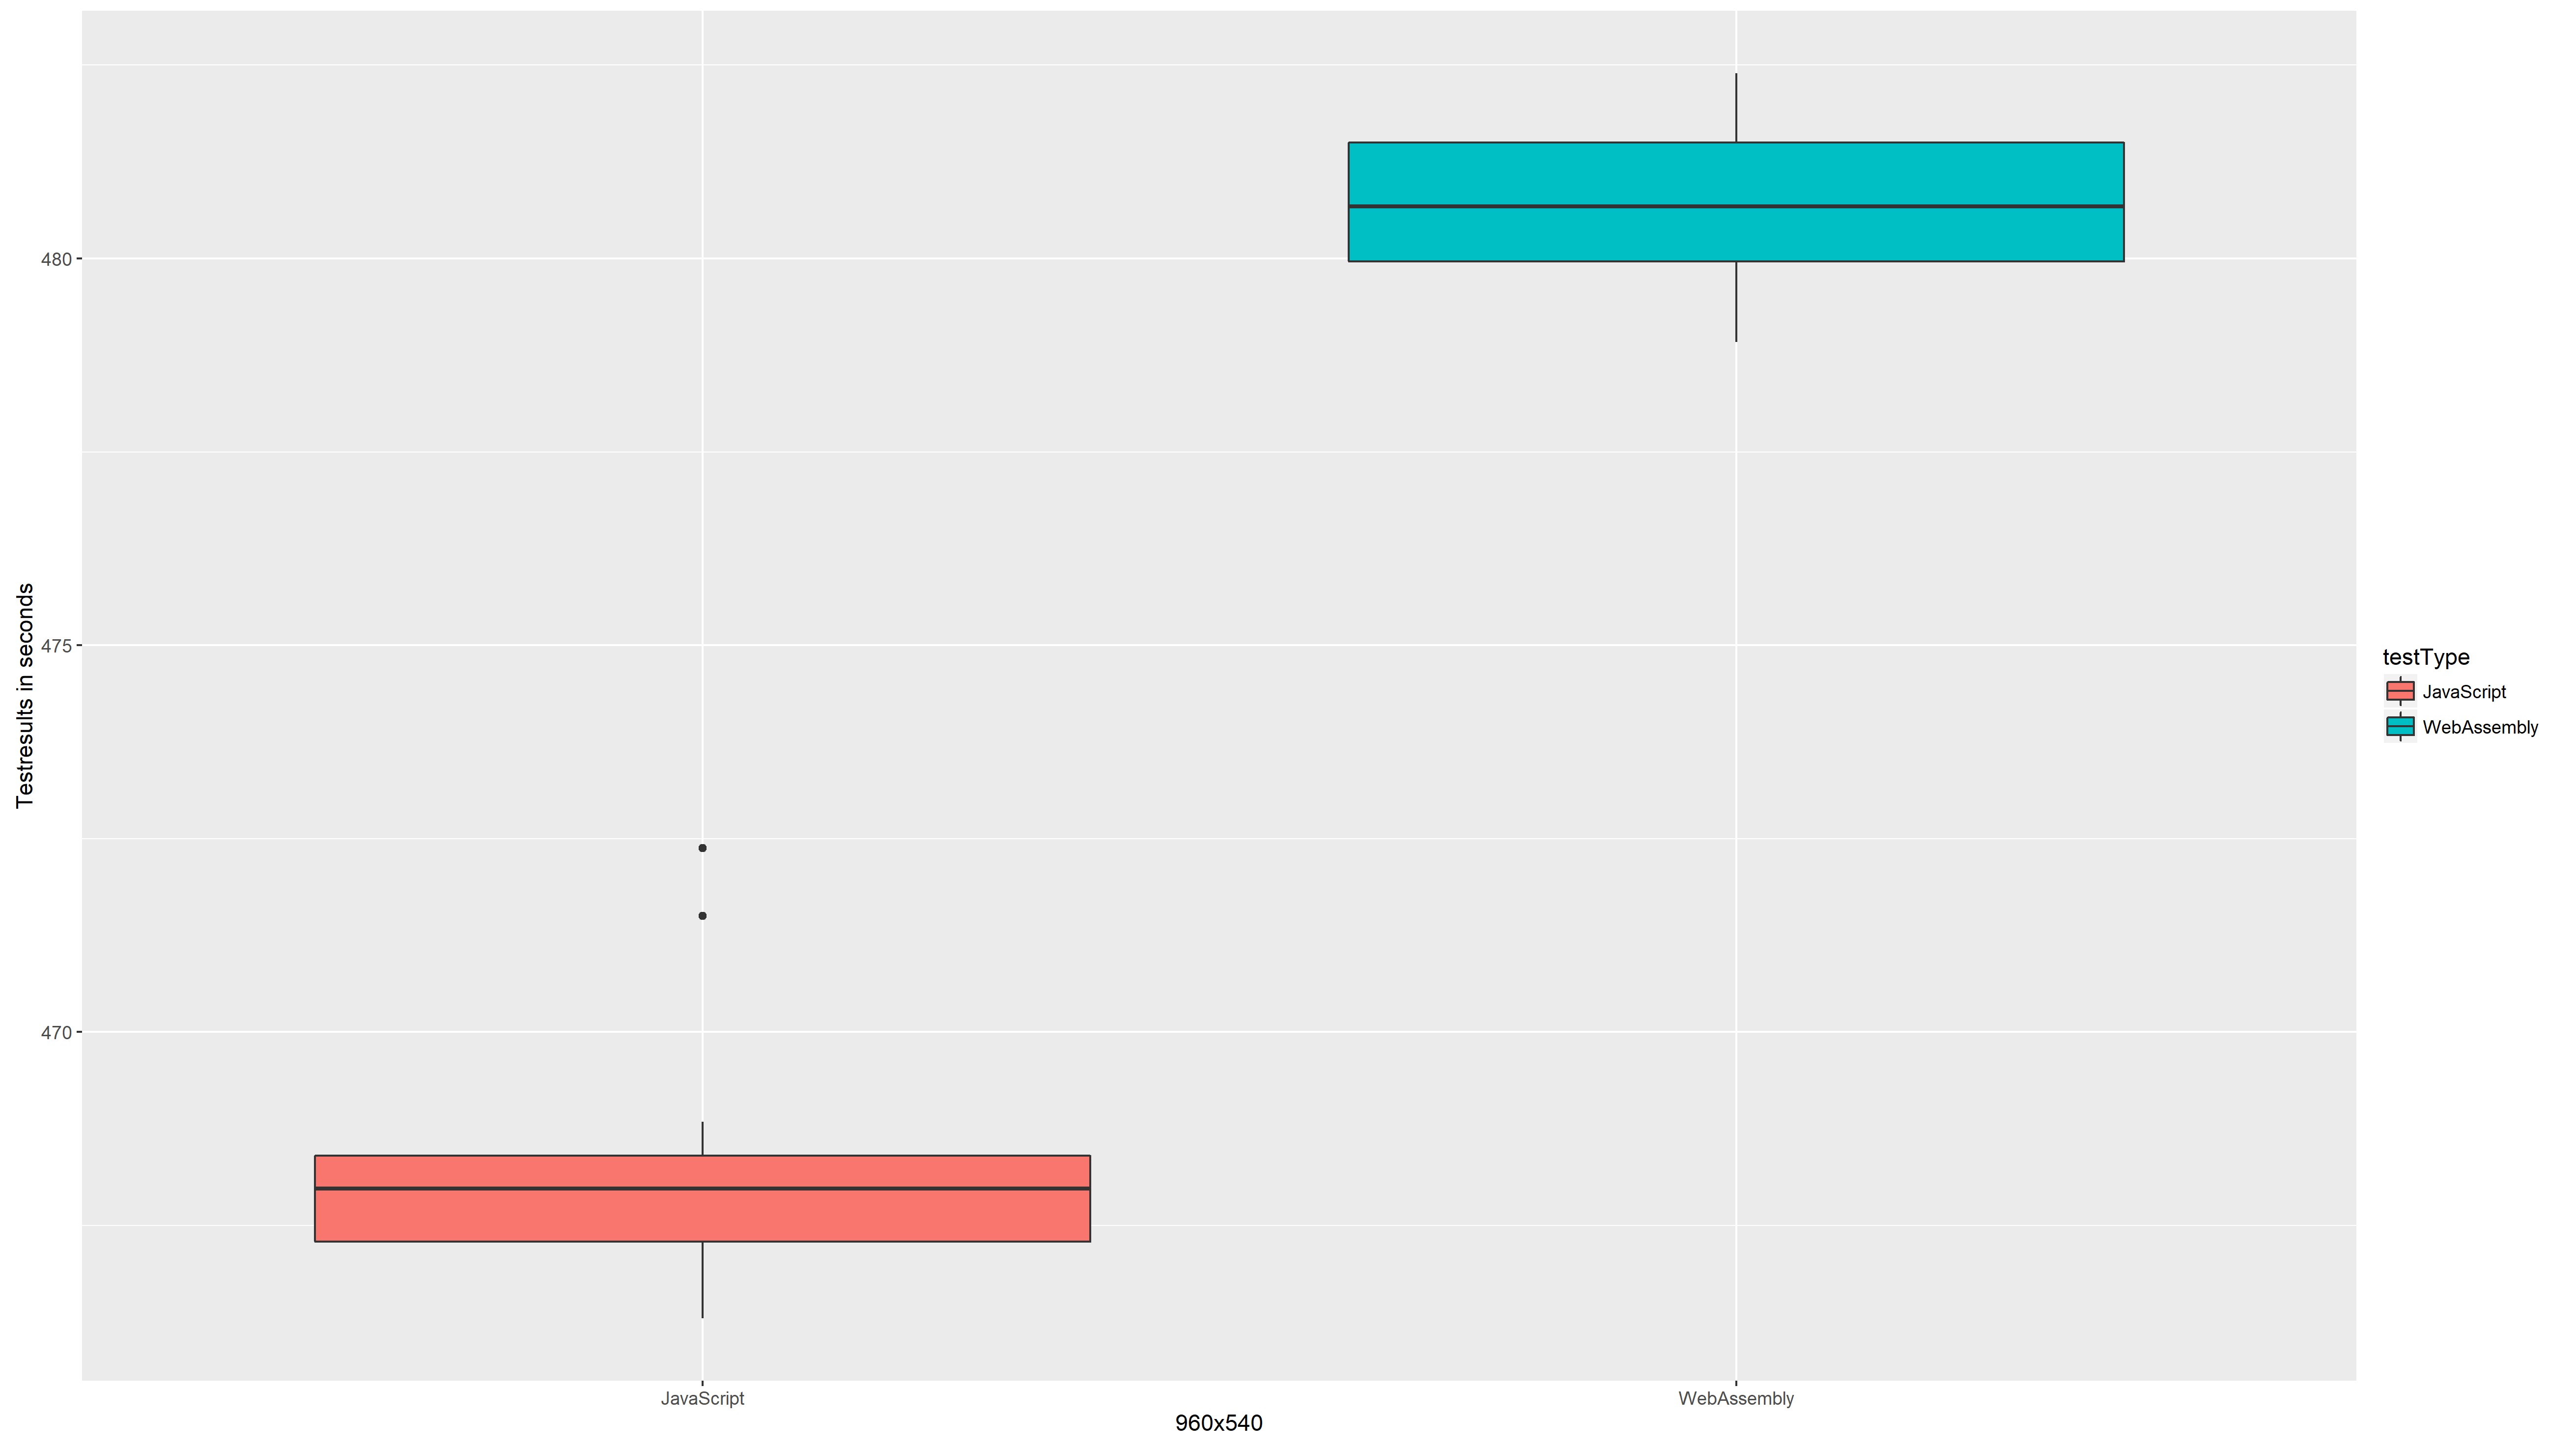 Testresults in seconds
480
475
470
JavaScript
WebAssembly
960x540
testType
JavaScript
WebAssembly